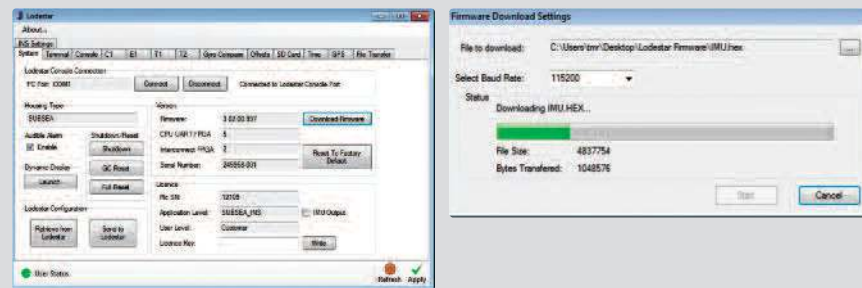 Lodestar
About...
INS Settings
System Terminal Console C1 E1 T1 T2 Gyro Compass Offsets SD Card Time GPS File Transfer
Lodestar Console Connection
PC Port COM1 Connect Disconnect Connected to Lodestar Console Port
Housing Type
SUBSEA
Version
Firmware: Download Firmware
Audible Alarm Shutdown/Reset
Enable Shutdown
CPU UART FPGA 5
Interconnect FPGA 2
Serial Number: Reset To Factory
Default
Dynamic Display
Launch
GC Reset
Full Reset
Licence
Application Level: SUBSEA_INS IMU Output
Lodestar Configuration
User Level: Customer
Retrieve from
Lodestar
Send to
Lodestar
Licence Key: Write
User Status
Refresh Apply
Firmware Download Settings
File to download: C:\Users\tmr\Desktop\Lodestar Firmware\IMU.hex ...
Select Baud Rate: 115200
Status
Downloading IMU.HEX...
File Size: 4837754
Bytes Transfered: 1048576
Start Cancel